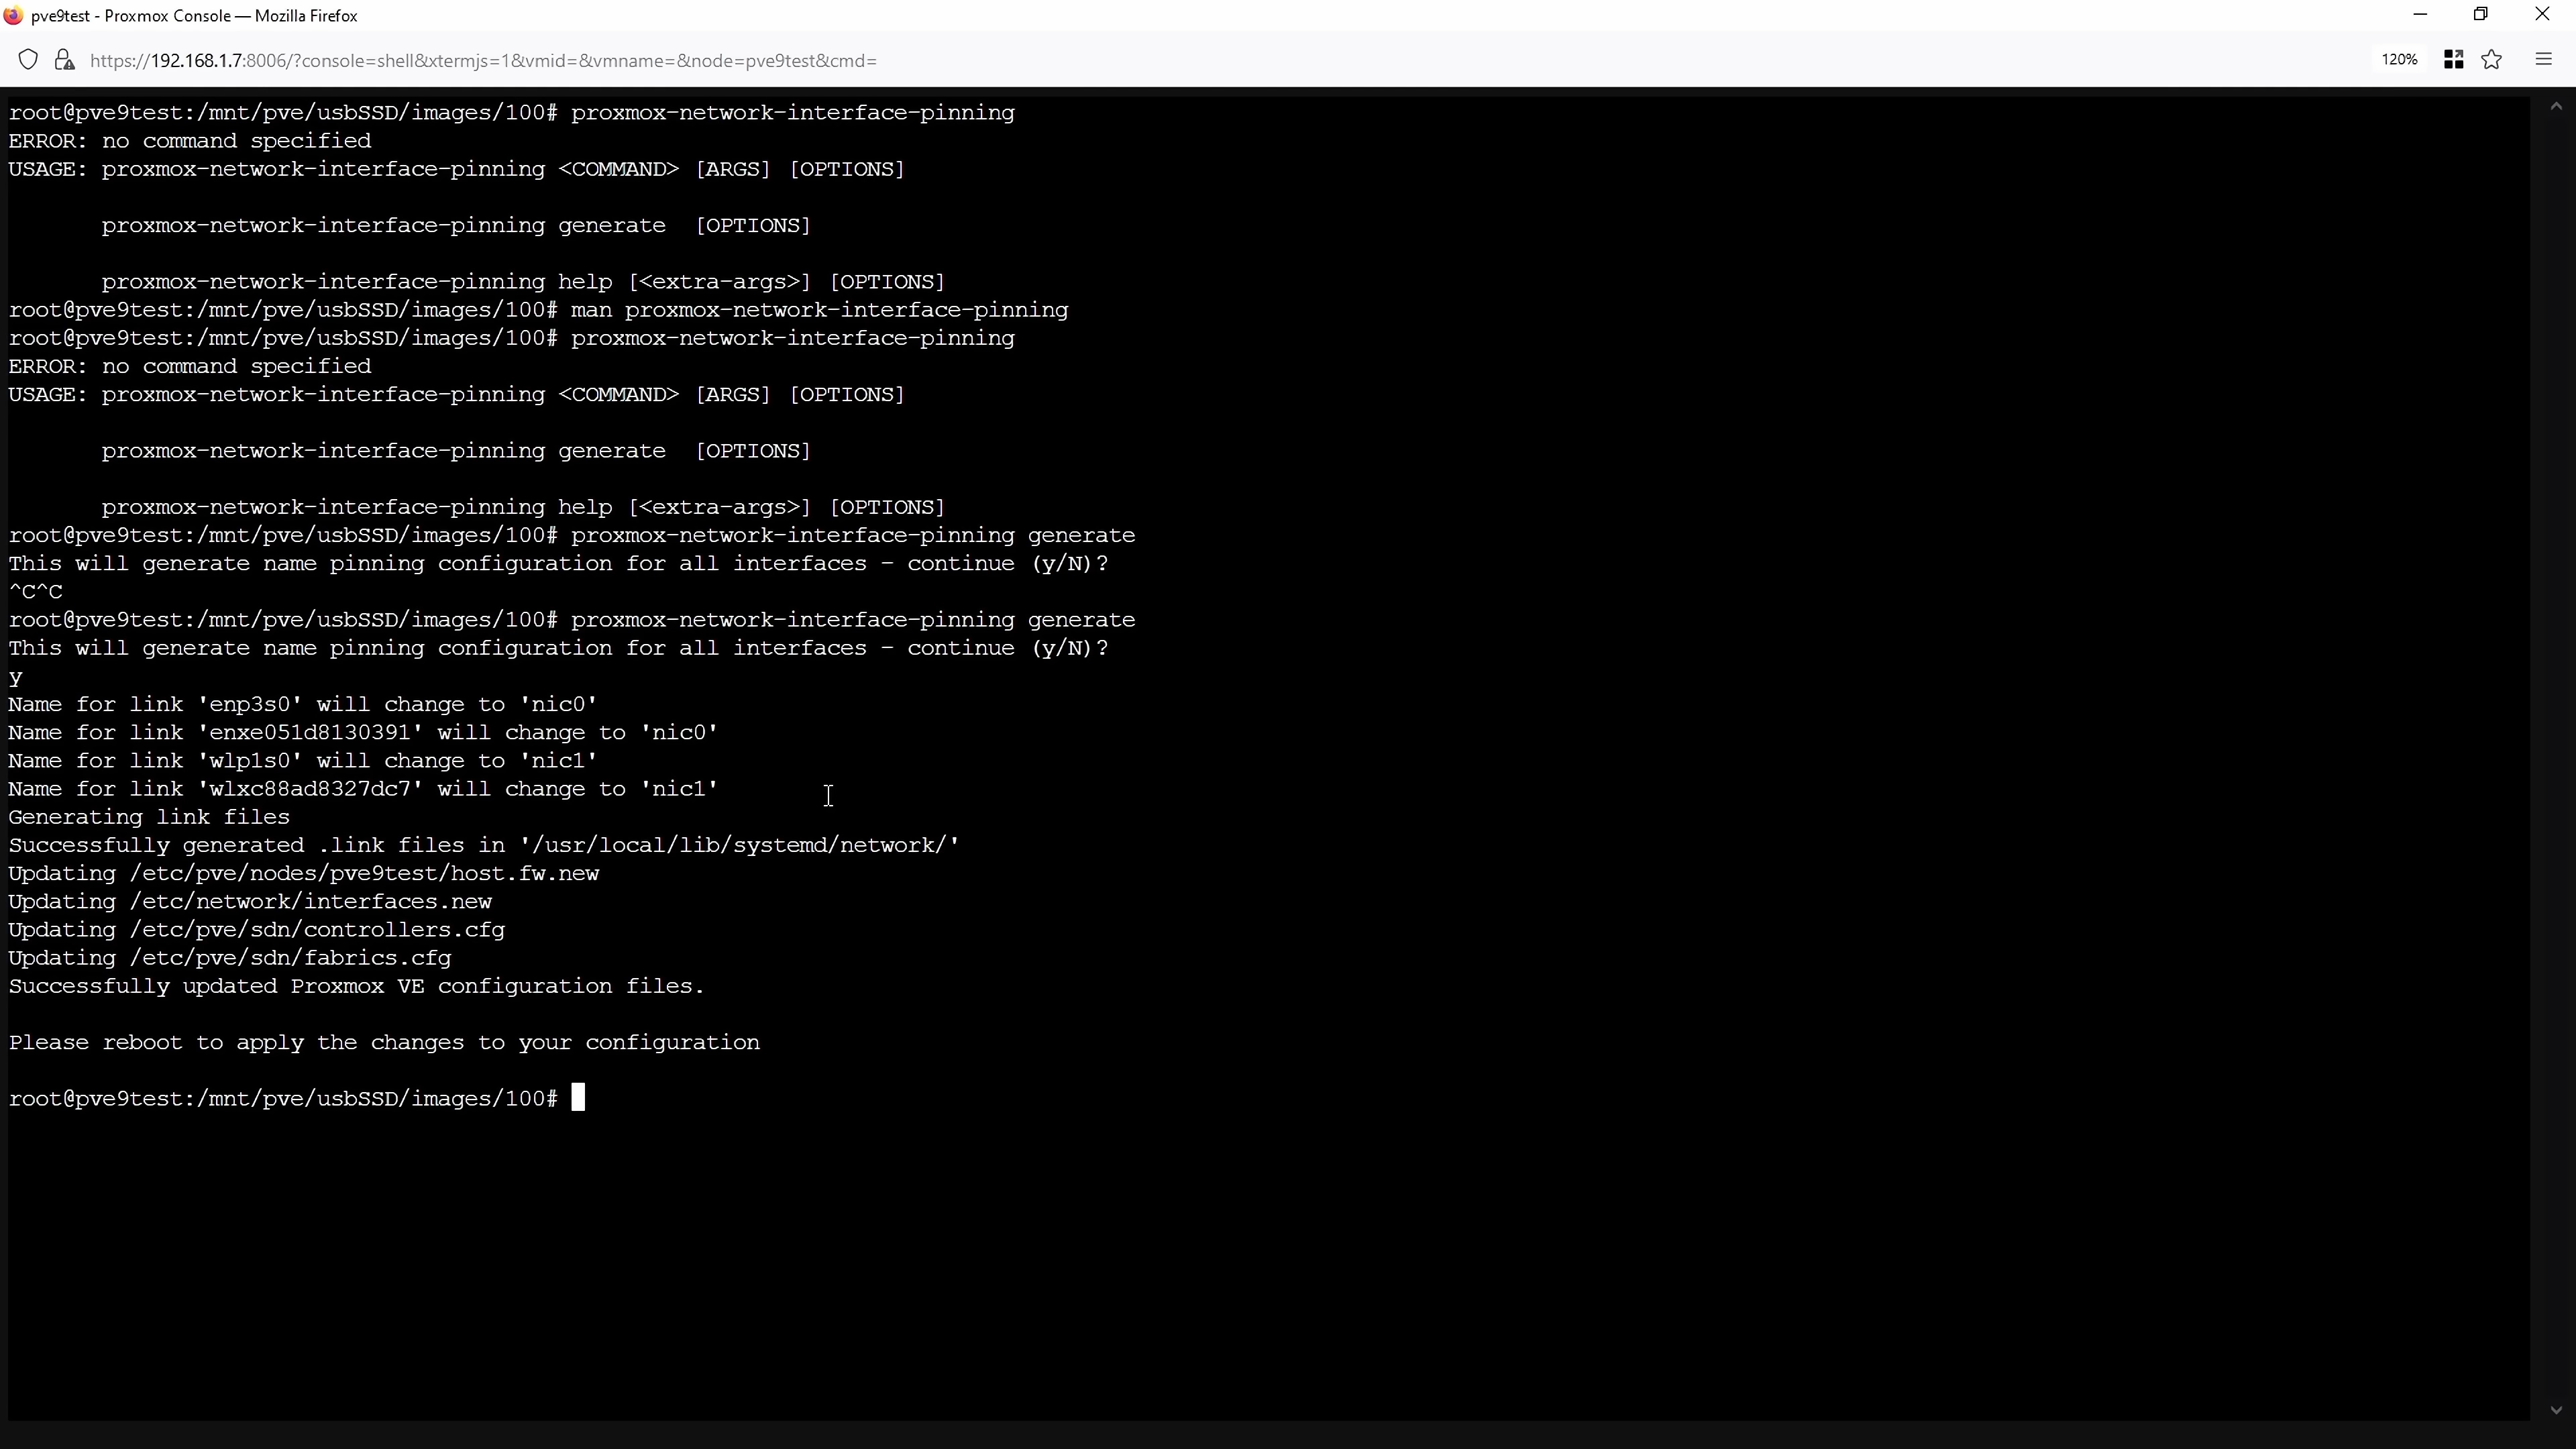 pve9test - Proxmox Console — Mozilla Firefox
https://192.168.1.7:8006/?console=shell&xtermjs=1&vmid=&vmname=&node=pve9test&cmd=
120%
root@pve9test:/mnt/pve/usbSSD/images/100# proxmox-network-interface-pinning
ERROR: no command specified
USAGE: proxmox-network-interface-pinning <COMMAND> [ARGS] [OPTIONS]
proxmox-network-interface-pinning generate  [OPTIONS]
proxmox-network-interface-pinning help [<extra-args>] [OPTIONS]
root@pve9test:/mnt/pve/usbSSD/images/100# man proxmox-network-interface-pinning
root@pve9test:/mnt/pve/usbSSD/images/100# proxmox-network-interface-pinning
ERROR: no command specified
USAGE: proxmox-network-interface-pinning <COMMAND> [ARGS] [OPTIONS]
proxmox-network-interface-pinning generate  [OPTIONS]
proxmox-network-interface-pinning help [<extra-args>] [OPTIONS]
root@pve9test:/mnt/pve/usbSSD/images/100# proxmox-network-interface-pinning generate
This will generate name pinning configuration for all interfaces - continue (y/N)?
^C^C
root@pve9test:/mnt/pve/usbSSD/images/100# proxmox-network-interface-pinning generate
This will generate name pinning configuration for all interfaces - continue (y/N)?
y
Name for link 'enp3s0' will change to 'nic0'
Name for link 'enxe051d8130391' will change to 'nic0'
Name for link 'wlp1s0' will change to 'nic1'
Name for link 'wlxc88ad8327dc7' will change to 'nic1'
Generating link files
Successfully generated .link files in '/usr/local/lib/systemd/network/'
Updating /etc/pve/nodes/pve9test/host.fw.new
Updating /etc/network/interfaces.new
Updating /etc/pve/sdn/controllers.cfg
Updating /etc/pve/sdn/fabrics.cfg
Successfully updated Proxmox VE configuration files.
Please reboot to apply the changes to your configuration
root@pve9test:/mnt/pve/usbSSD/images/100#